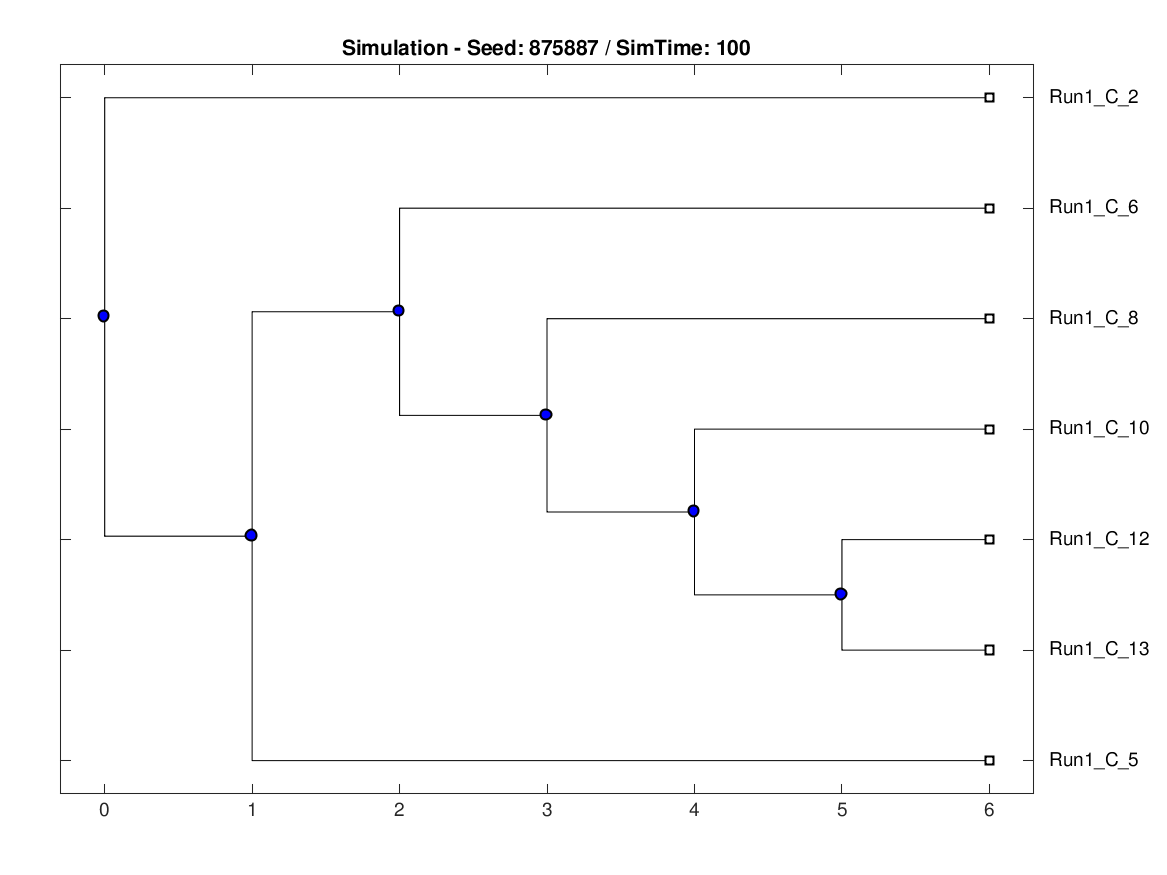 Simulation - Seed: 875887 / SimTime: 100
Run1_C_2
Run1_C_6
Run1_C_8
Run1_C_10
Run1_C_12
Run1_C_13
Run1_C_5
0 1 2 3 4 5 6